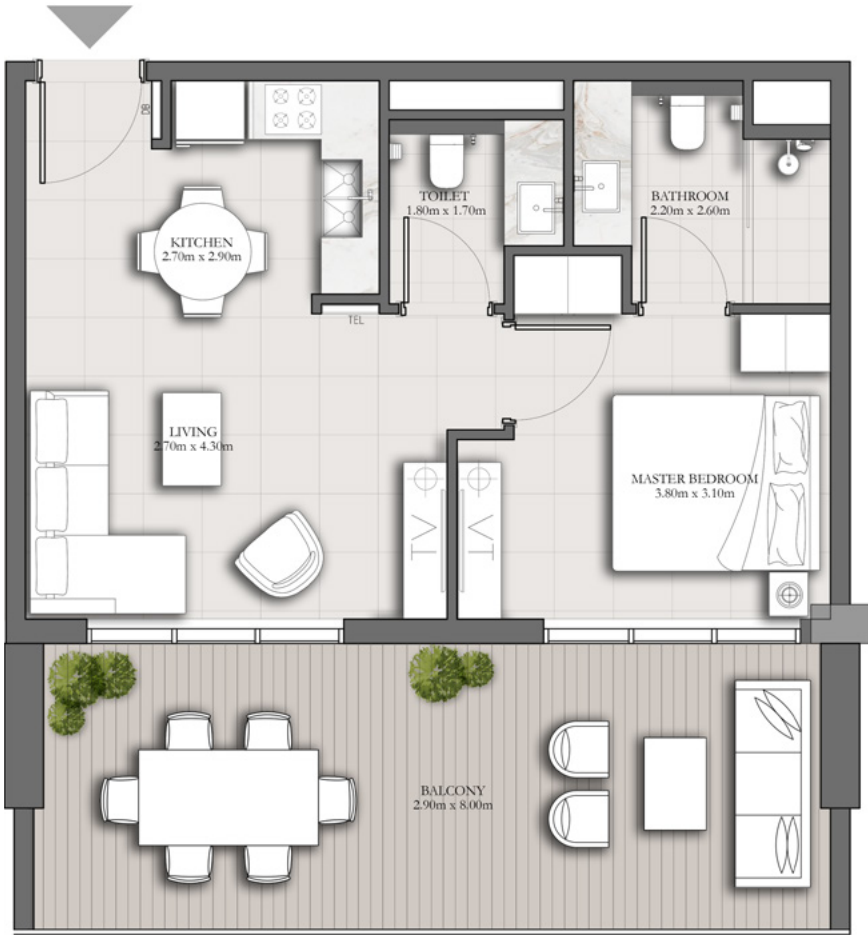 DB
TOILET
1.80m x 1.70m
BATHROOM
2.20m x 2.60m
KITCHEN
2.70m x 2.90m
TEL
LIVING
2.70m x 4.30m
MASTER BEDROOM
3.80m x 3.10m
TV
TV
BALCONY
2.90m x 8.00m